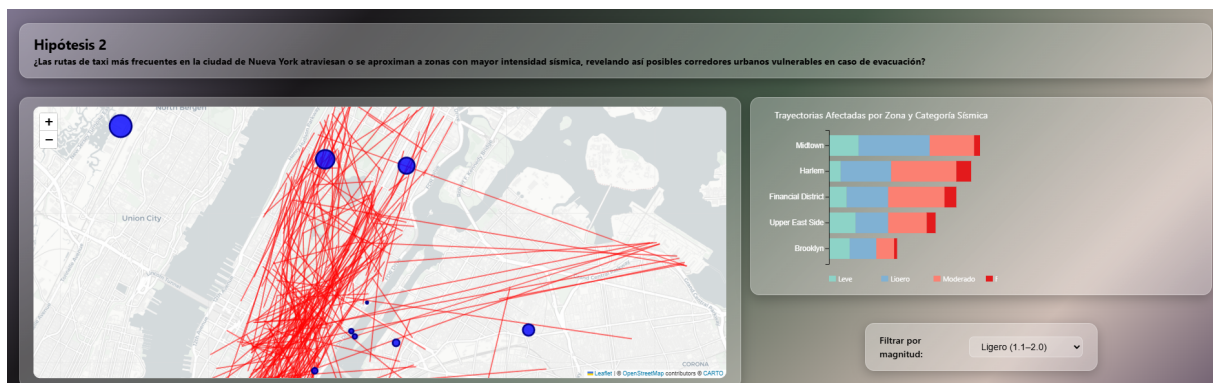 Hipótesis 2
¿Las rutas de taxi más frecuentes en la ciudad de Nueva York atraviesan o se aproximan a zonas con mayor intensidad sísmica, revelando así posibles corredores urbanos vulnerables en caso de evacuación?
+
−
North Bergen
Union City
CORONA
Leaflet | © OpenStreetMap contributors © CARTO
Trayectorias Afectadas por Zona y Categoría Sísmica
Midtown
Harlem
Financial District
Upper East Side
Brooklyn
Leve Ligero Moderado F
Filtrar por
magnitud:
Ligero (1.1–2.0)